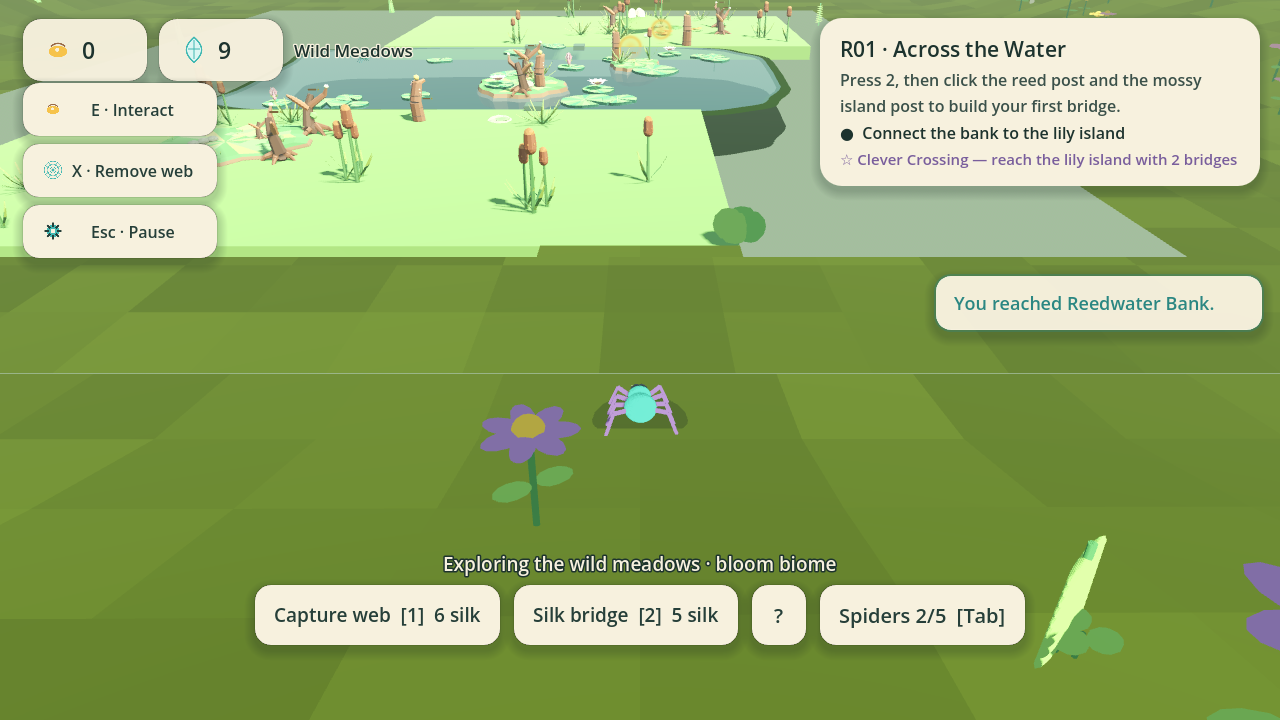 0
9
Wild Meadows
E · Interact
X · Remove web
Esc · Pause
R01 · Across the Water
Press 2, then click the reed post and the mossy
island post to build your first bridge.
● Connect the bank to the lily island
☆ Clever Crossing — reach the lily island with 2 bridges
You reached Reedwater Bank.
Exploring the wild meadows · bloom biome
Capture web [1] 6 silk
Silk bridge [2] 5 silk
?
Spiders 2/5 [Tab]